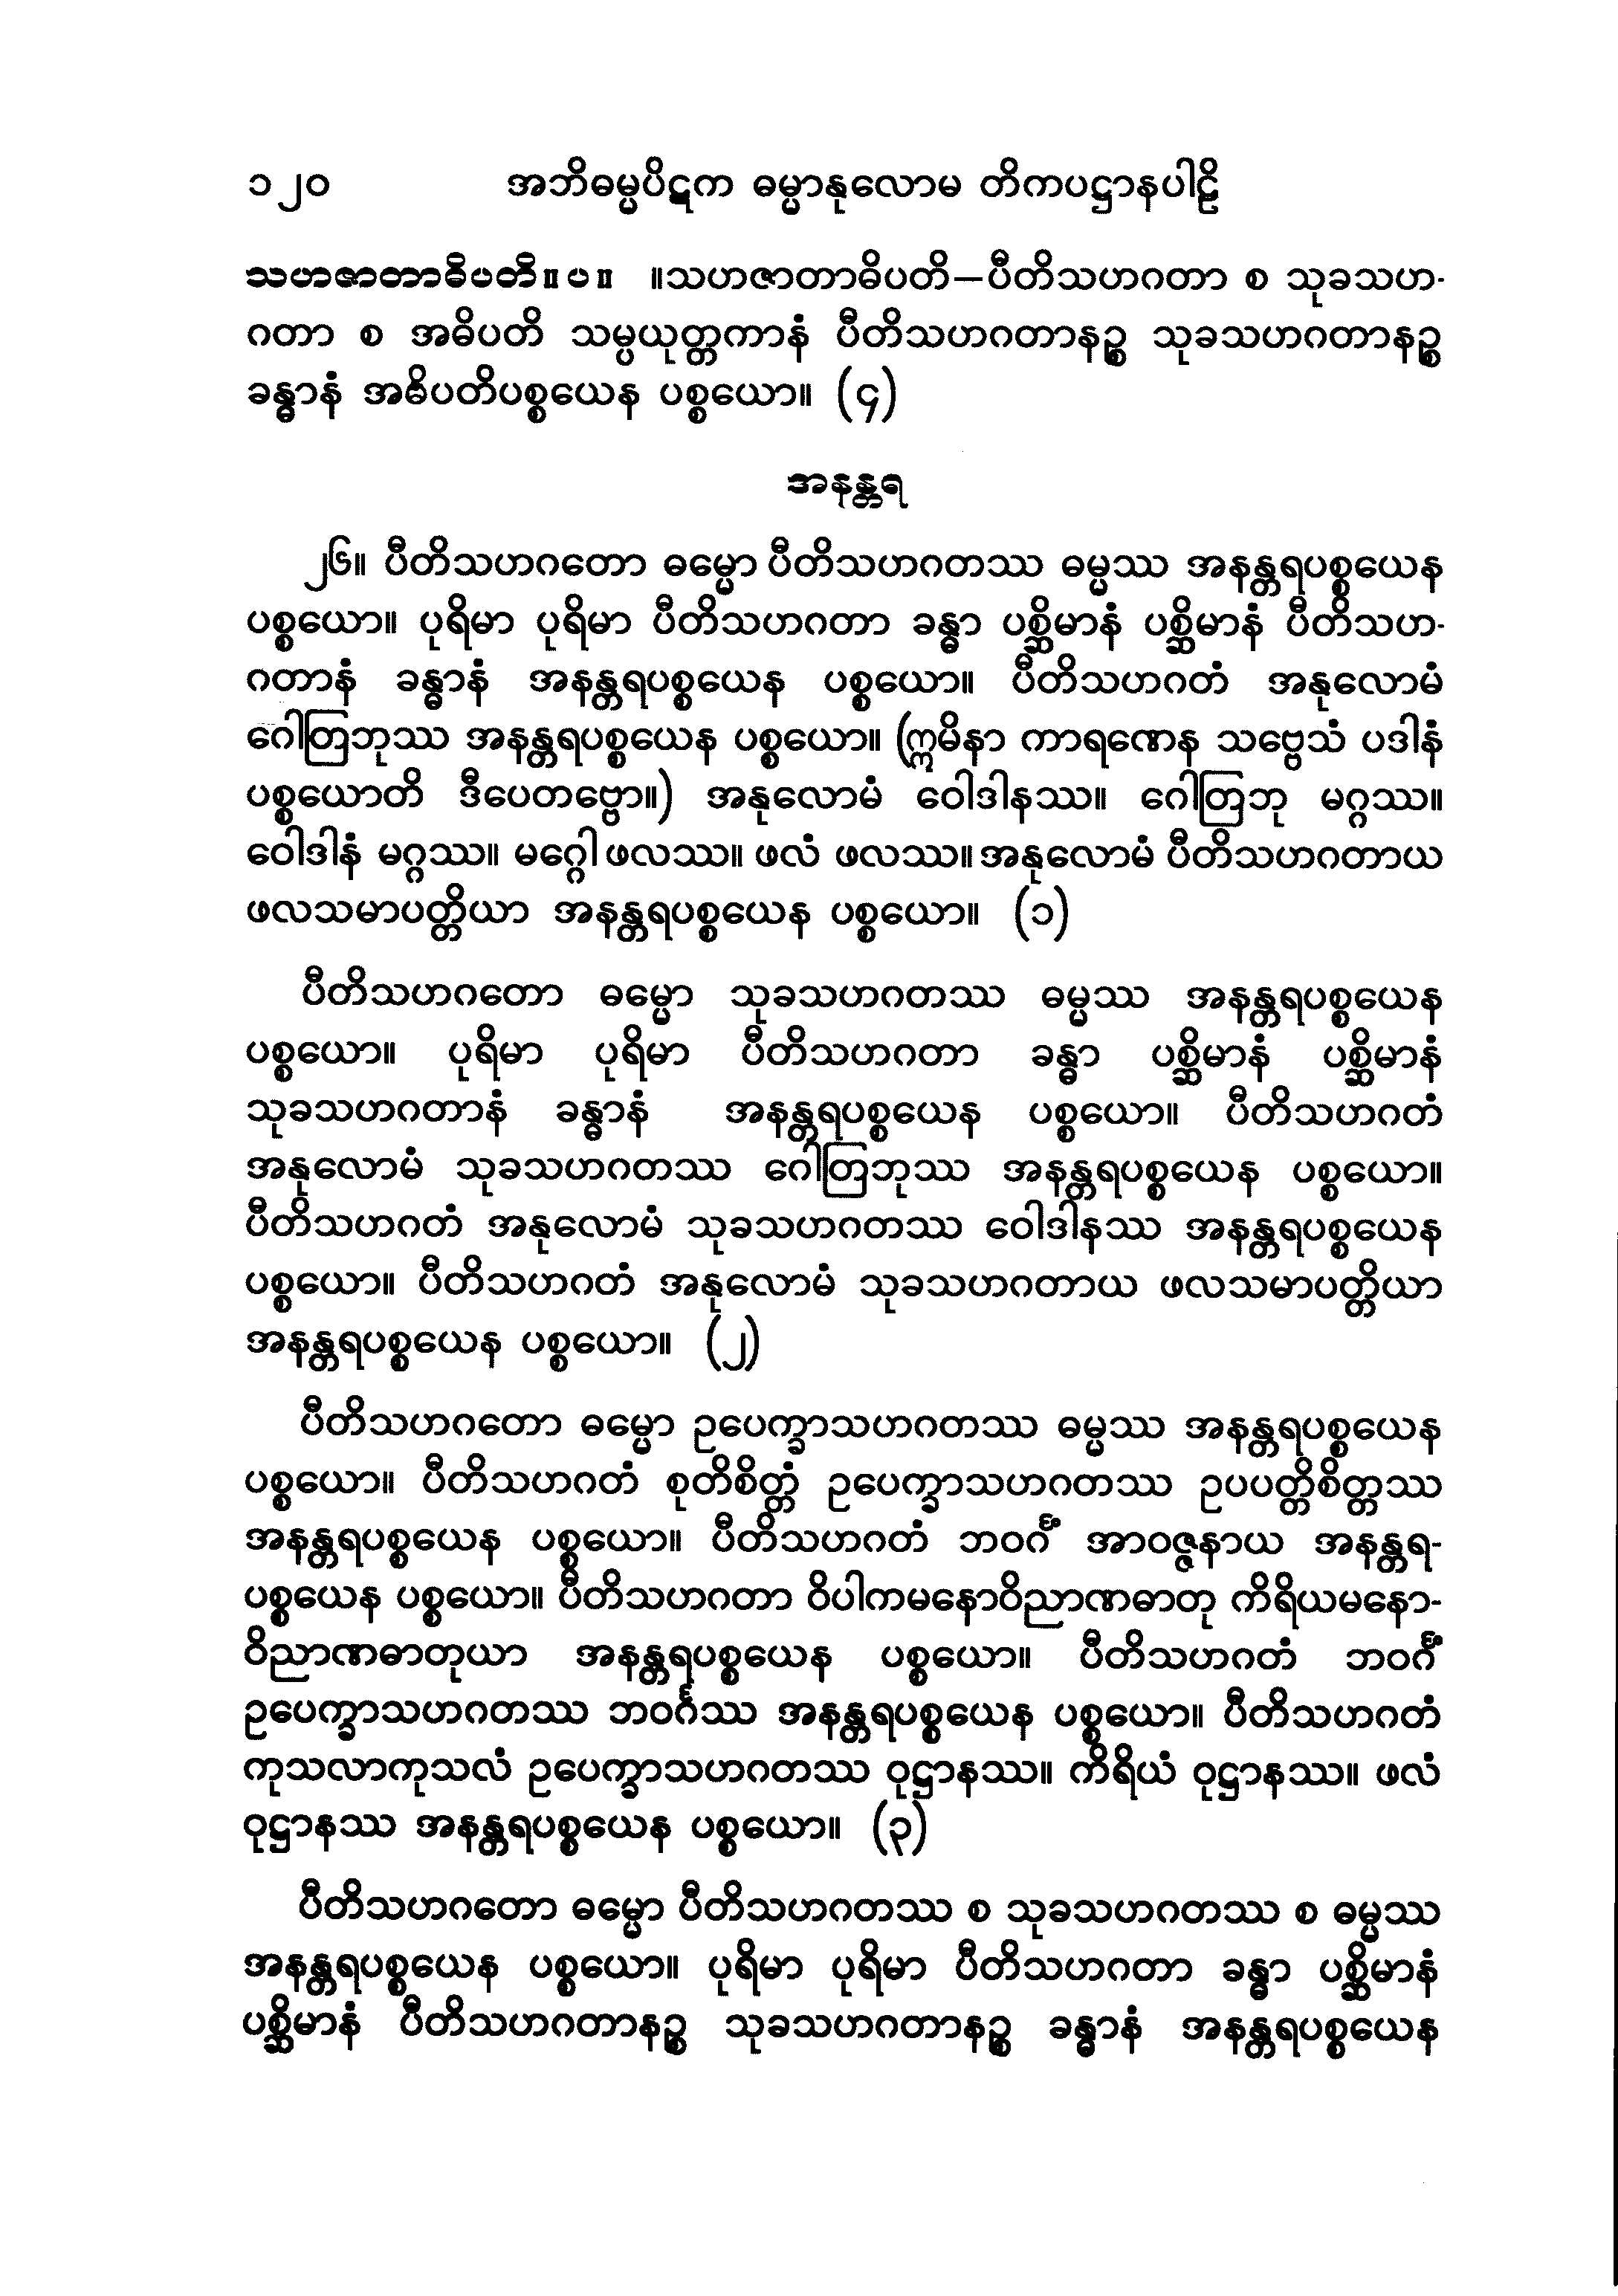 ၁၂၀ အဘိဓမ္မပိဋက ဓမ္မာနုလောမ တိကပဋ္ဌာနပါဠိ
သဟဇာတာဓိပတိ။ပ။ ။သဟဇာတာဓိပတိ—ပီတိသဟဂတာ စ သုခသဟ-
ဂတာ စ အဓိပတိ သမ္ပယုတ္တကာနံ ပီတိသဟဂတာနဉ္စ သုခသဟဂတာနဉ္စ
ခန္ဓာနံ အဓိပတိပစ္စယေန ပစ္စယော။ (၄)
အနန္တရ
၂၆။ ပီတိသဟဂတော ဓမ္မော ပီတိသဟဂတဿ ဓမ္မဿ အနန္တရပစ္စယေန
ပစ္စယော။ ပုရိမာ ပုရိမာ ပီတိသဟဂတာ ခန္ဓာ ပစ္ဆိမာနံ ပစ္ဆိမာနံ ပီတိသဟ-
ဂတာနံ ခန္ဓာနံ အနန္တရပစ္စယေန ပစ္စယော။ ပီတိသဟဂတံ အနုလောမံ
ဂေါတြဘုဿ အနန္တရပစ္စယေန ပစ္စယော။ (ဣမိနာ ကာရဏေန သဗ္ဗေသံ ပဒါနံ
ပစ္စယောတိ ဒီပေတဗ္ဗော။) အနုလောမံ ဝေါဒါနဿ။ ဂေါတြဘု မဂ္ဂဿ။
ဝေါဒါနံ မဂ္ဂဿ။ မဂ္ဂေါ ဖလဿ။ ဖလံ ဖလဿ။ အနုလောမံ ပီတိသဟဂတာယ
ဖလသမာပတ္တိယာ အနန္တရပစ္စယေန ပစ္စယော။ (၁)
ပီတိသဟဂတော ဓမ္မော သုခသဟဂတဿ ဓမ္မဿ အနန္တရပစ္စယေန
ပစ္စယော။ ပုရိမာ ပုရိမာ ပီတိသဟဂတာ ခန္ဓာ ပစ္ဆိမာနံ ပစ္ဆိမာနံ
သုခသဟဂတာနံ ခန္ဓာနံ အနန္တရပစ္စယေန ပစ္စယော။ ပီတိသဟဂတံ
အနုလောမံ သုခသဟဂတဿ ဂေါတြဘုဿ အနန္တရပစ္စယေန ပစ္စယော။
ပီတိသဟဂတံ အနုလောမံ သုခသဟဂတဿ ဝေါဒါနဿ အနန္တရပစ္စယေန
ပစ္စယော။ ပီတိသဟဂတံ အနုလောမံ သုခသဟဂတာယ ဖလသမာပတ္တိယာ
အနန္တရပစ္စယေန ပစ္စယော။ (၂)
ပီတိသဟဂတော ဓမ္မော ဥပေက္ခာသဟဂတဿ ဓမ္မဿ အနန္တရပစ္စယေန
ပစ္စယော။ ပီတိသဟဂတံ စုတိစိတ္တံ ဥပေက္ခာသဟဂတဿ ဥပပတ္တိစိတ္တဿ
အနန္တရပစ္စယေန ပစ္စယော။ ပီတိသဟဂတံ ဘဝင်္ဂံ အာဝဇ္ဇနာယ အနန္တရ-
ပစ္စယေန ပစ္စယော။ ပီတိသဟဂတာ ဝိပါကမနောဝိညာဏဓာတု ကိရိယမနော-
ဝိညာဏဓာတုယာ အနန္တရပစ္စယေန ပစ္စယော။ ပီတိသဟဂတံ ဘဝင်္ဂံ
ဥပေက္ခာသဟဂတဿ ဘဝင်္ဂဿ အနန္တရပစ္စယေန ပစ္စယော။ ပီတိသဟဂတံ
ကုသလာကုသလံ ဥပေက္ခာသဟဂတဿ ဝုဋ္ဌာနဿ။ ကိရိယံ ဝုဋ္ဌာနဿ။ ဖလံ
ဝုဋ္ဌာနဿ အနန္တရပစ္စယေန ပစ္စယော။ (၃)
ပီတိသဟဂတော ဓမ္မော ပီတိသဟဂတဿ စ သုခသဟဂတဿ စ ဓမ္မဿ
အနန္တရပစ္စယေန ပစ္စယော။ ပုရိမာ ပုရိမာ ပီတိသဟဂတာ ခန္ဓာ ပစ္ဆိမာနံ
ပစ္ဆိမာနံ ပီတိသဟဂတာနဉ္စ သုခသဟဂတာနဉ္စ ခန္ဓာနံ အနန္တရပစ္စယေန